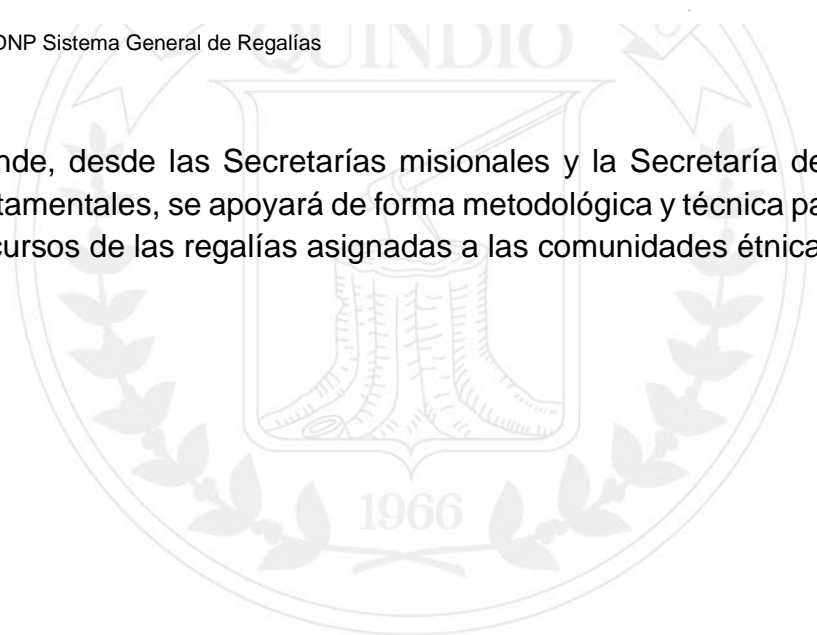 DNP Sistema General de Regalías
QUINDIO
nde, desde las Secretarías misionales y la Secretaría de
tamentales, se apoyará de forma metodológica y técnica pa
cursos de las regalías asignadas a las comunidades étnica
1966